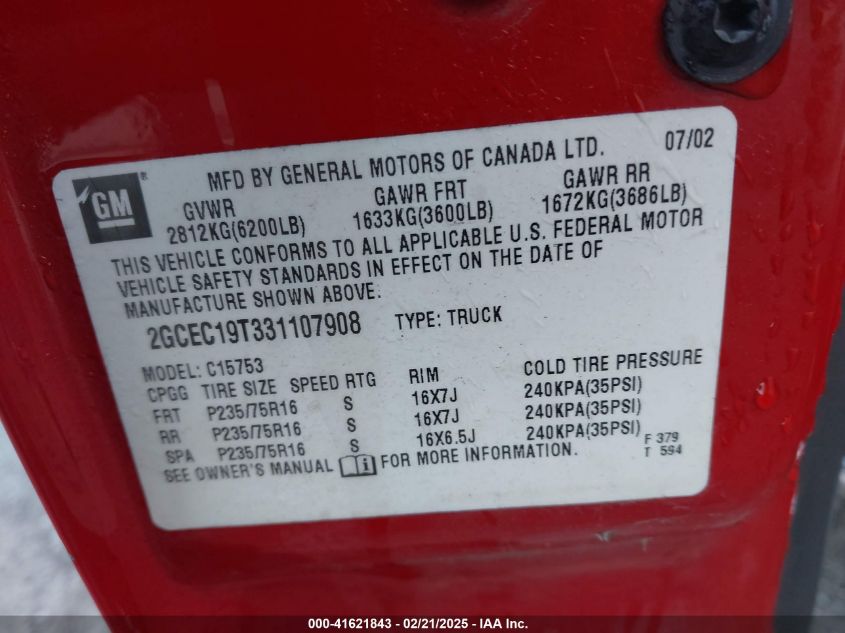 MFD BY GENERAL MOTORS OF CANADA LTD. 07/02
GM ®
GVWR GAWR FRT GAWR RR
2812KG(6200LB) 1633KG(3600LB) 1672KG(3686LB)
THIS VEHICLE CONFORMS TO ALL APPLICABLE U.S. FEDERAL MOTOR
VEHICLE SAFETY STANDARDS IN EFFECT ON THE DATE OF
MANUFACTURE SHOWN ABOVE.
2GCEC19T331107908 TYPE: TRUCK
MODEL: C15753
CPGG TIRE SIZE SPEED RTG RIM COLD TIRE PRESSURE
FRT P235/75R16 S 16X7J 240KPA(35PSI)
RR P235/75R16 S 16X7J 240KPA(35PSI)
SPA P235/75R16 S 16X6.5J 240KPA(35PSI)
SEE OWNER'S MANUAL i FOR MORE INFORMATION.
F 379
T 594
000-41621843 - 02/21/2025 - IAA Inc.